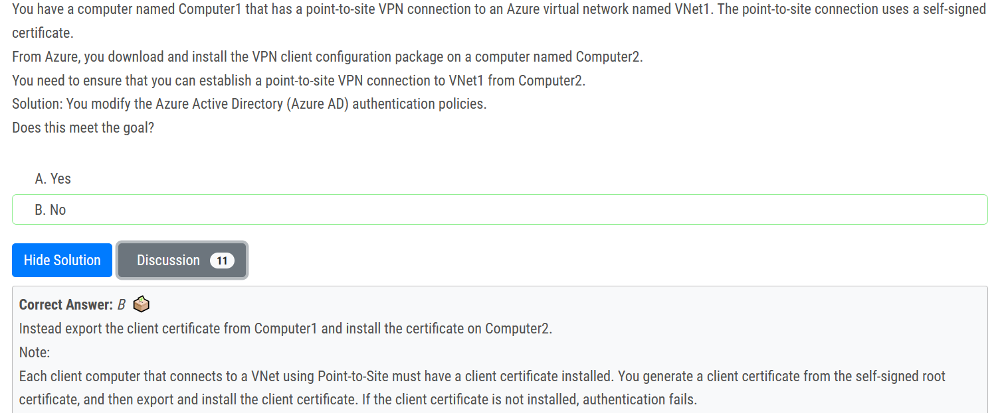 You have a computer named Computer1 that has a point-to-site VPN connection to an Azure virtual network named VNet1. The point-to-site connection uses a self-signed
certificate.
From Azure, you download and install the VPN client configuration package on a computer named Computer2.
You need to ensure that you can establish a point-to-site VPN connection to VNet1 from Computer2.
Solution: You modify the Azure Active Directory (Azure AD) authentication policies.
Does this meet the goal?
A. Yes
B. No
Hide Solution Discussion 11
Correct Answer: B
Instead export the client certificate from Computer1 and install the certificate on Computer2.
Note:
Each client computer that connects to a VNet using Point-to-Site must have a client certificate installed. You generate a client certificate from the self-signed root
certificate, and then export and install the client certificate. If the client certificate is not installed, authentication fails.